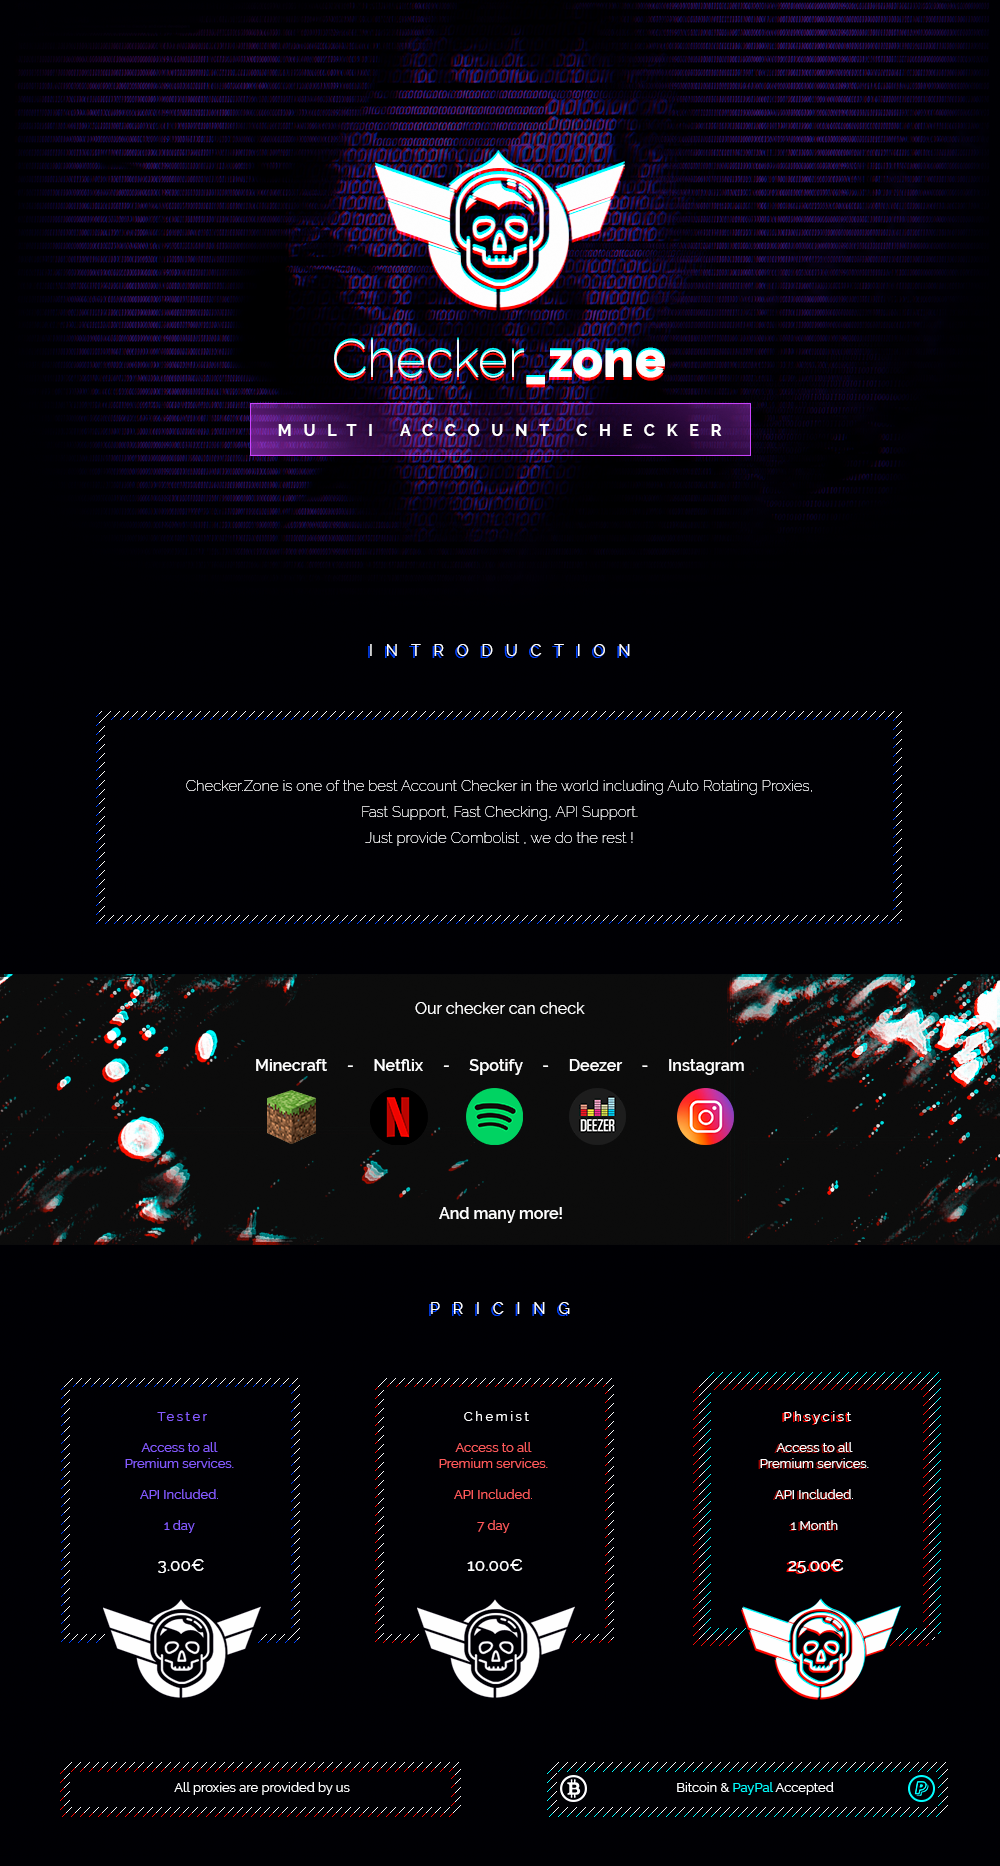 Checker_zone
MULTI ACCOUNT CHECKER
INTRODUCTION
Checker.Zone is one of the best Account Checker in the world including Auto Rotating Proxies,
Fast Support, Fast Checking, API Support.
Just provide Combolist , we do the rest !
Our checker can check
Minecraft - Netflix - Spotify - Deezer - Instagram
DEEZER
And many more!
PRICING
Tester
Access to all
Premium services.
API Included.
1 day
3.00€
Chemist
Access to all
Premium services.
API Included.
7 day
10.00€
Phsycist
Access to all
Premium services.
API Included.
1 Month
25.00€
All proxies are provided by us
Bitcoin & PayPal Accepted